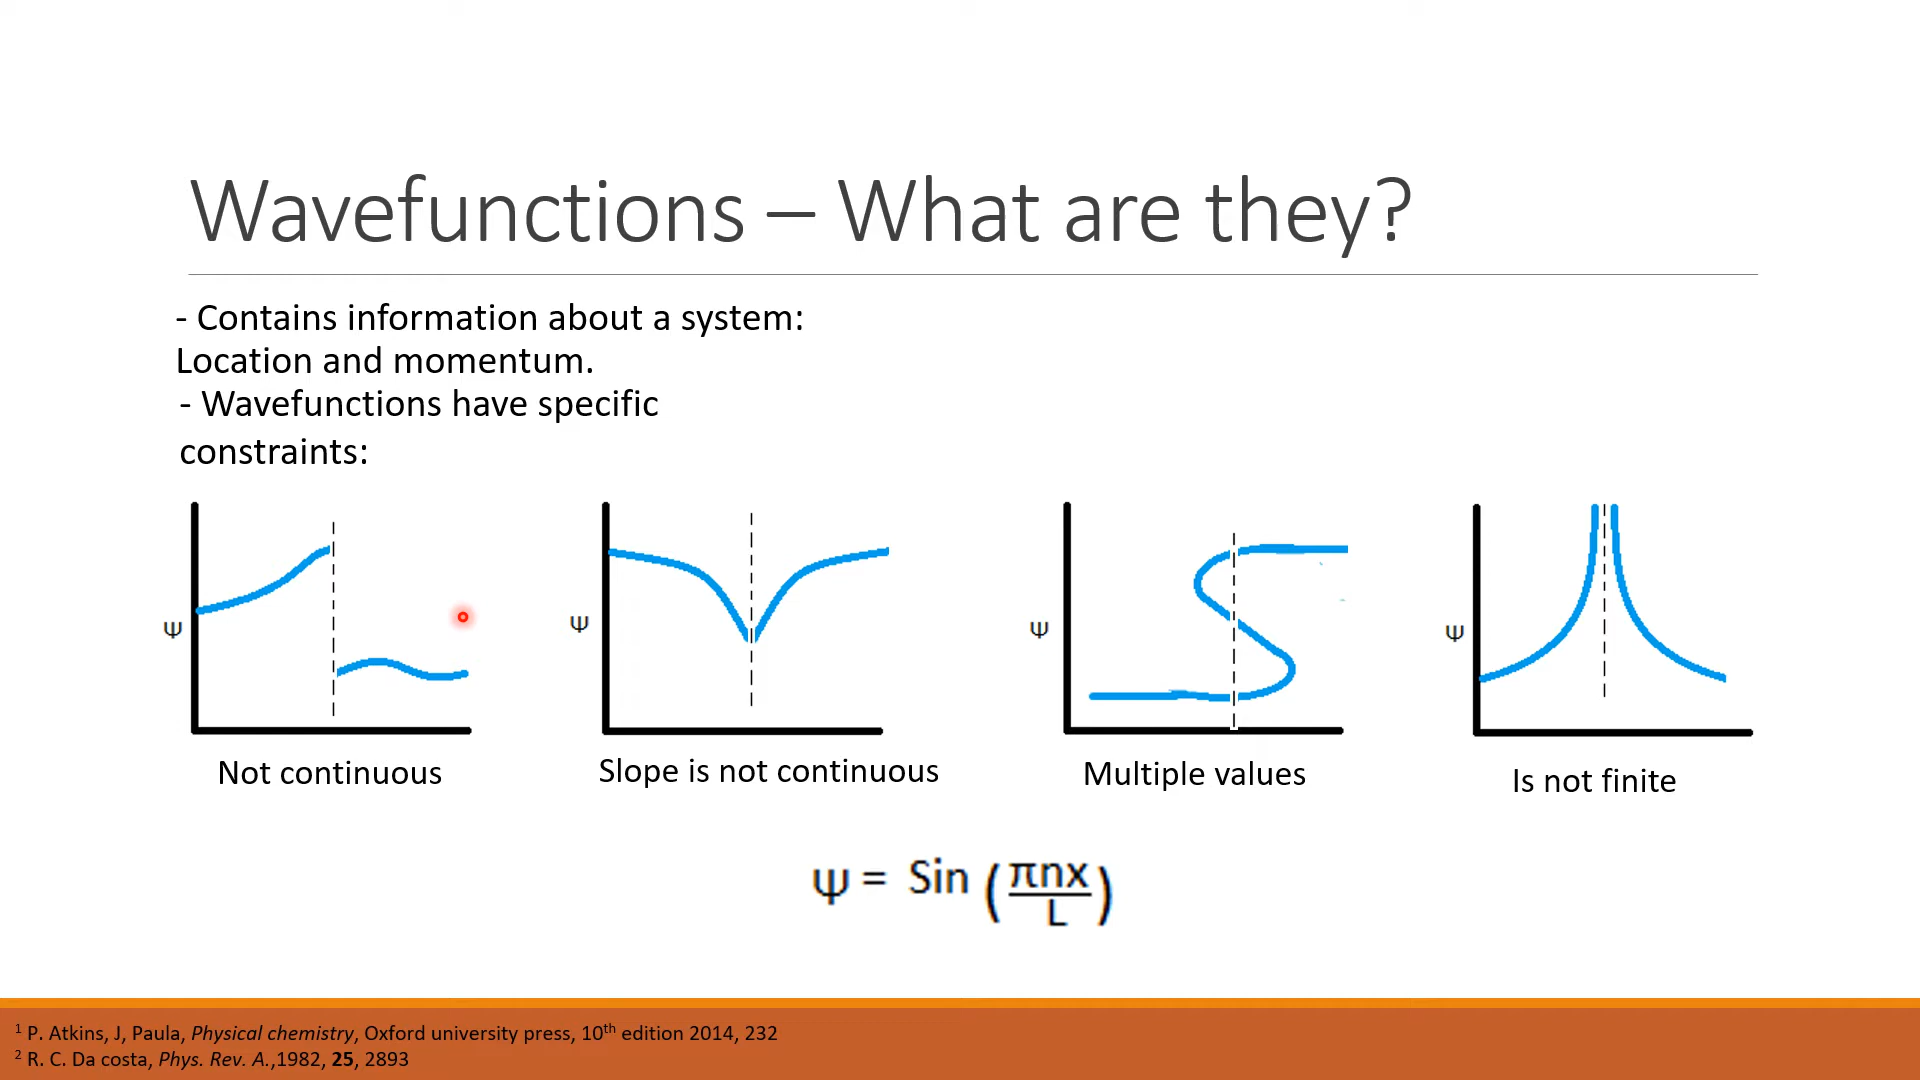 Wavefunctions – What are they?
- Contains information about a system:
Location and momentum.
- Wavefunctions have specific
constraints:
Ψ
Ψ
Ψ
Ψ
Not continuous
Slope is not continuous
Multiple values
Is not finite
Ψ = Sin (πnx/L)
1 P. Atkins, J, Paula, Physical chemistry, Oxford university press, 10th edition 2014, 232
2 R. C. Da costa, Phys. Rev. A.,1982, 25, 2893